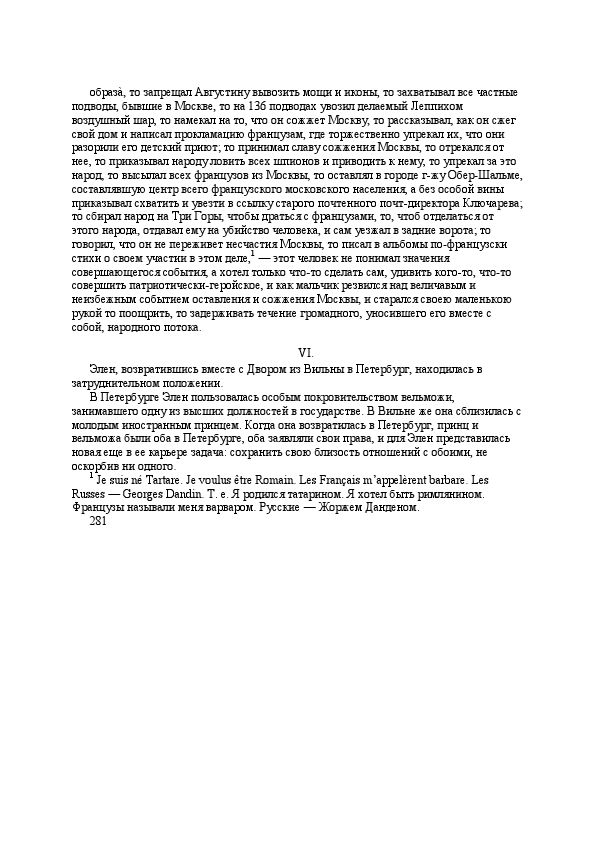 образа̀, то запрещал Августину вывозить мощи и иконы, то захватывал все частные
подводы, бывшие в Москве, то на 136 подводах увозил делаемый Леппихом
воздушный шар, то намекал на то, что он сожжет Москву, то рассказывал, как он сжег
свой дом и написал прокламацию французам, где торжественно упрекал их, что они
разорили его детский приют; то принимал славу сожжения Москвы, то отрекался от
нее, то приказывал народу ловить всех шпионов и приводить к нему, то упрекал за это
народ, то высылал всех французов из Москвы, то оставлял в городе г-жу Обер-Шальме,
составлявшую центр всего французского московского населения, а без особой вины
приказывал схватить и увезти в ссылку старого почтенного почт-директора Ключарева;
то сбирал народ на Три Горы, чтобы драться с французами, то, чтоб отделаться от
этого народа, отдавал ему на убийство человека, и сам уезжал в задние ворота; то
говорил, что он не переживет несчастия Москвы, то писал в альбомы по-французски
стихи о своем участии в этом деле,1 — этот человек не понимал значения
совершающегося события, а хотел только что-то сделать сам, удивить кого-то, что-то
совершить патриотически-геройское, и как мальчик резвился над величавым и
неизбежным событием оставления и сожжения Москвы, и старался своею маленькою
рукой то поощрить, то задерживать течение громадного, уносившего его вместе с
собой, народного потока.
VI.
Элен, возвратившись вместе с Двором из Вильны в Петербург, находилась в
затруднительном положении.
В Петербурге Элен пользовалась особым покровительством вельможи,
занимавшего одну из высших должностей в государстве. В Вильне же она сблизилась с
молодым иностранным принцем. Когда она возвратилась в Петербург, принц и
вельможа были оба в Петербурге, оба заявляли свои права, и для Элен представилась
новая еще в ее карьере задача: сохранить свою близость отношений с обоими, не
оскорбив ни одного.
1 Je suis né Tartare. Je voulus être Romain. Les Français m’appelèrent barbare. Les
Russes — Georges Dandin. Т. е. Я родился татарином. Я хотел быть римлянином.
Французы называли меня варваром. Русские — Жоржем Данденом.
281